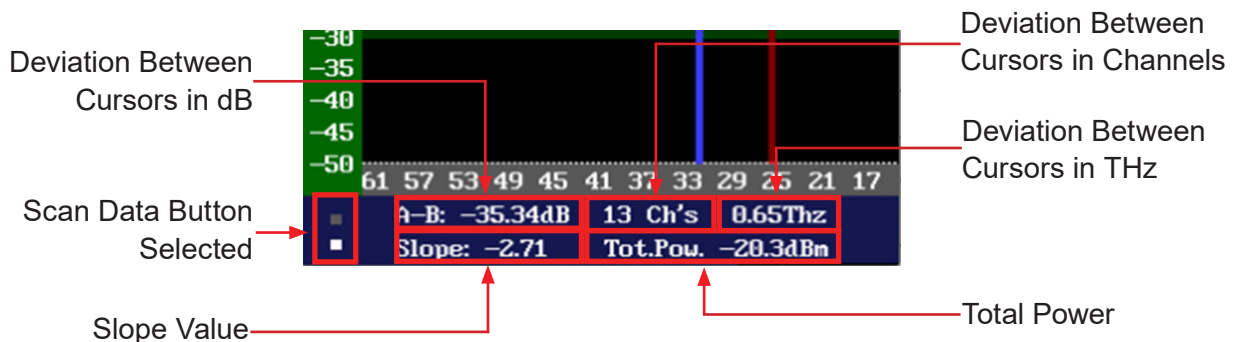 Deviation Between
Cursors in dB
Deviation Between
Cursors in Channels
Deviation Between
Cursors in THz
Scan Data Button
Selected
Slope Value
Total Power
−30
−35
−40
−45
−50
61 57 53 49 45 41 37 33 29 25 21 17
A−B: −35.34dB 13 Ch's 0.65Thz
Slope: −2.71 Tot.Pow. −20.3dBm